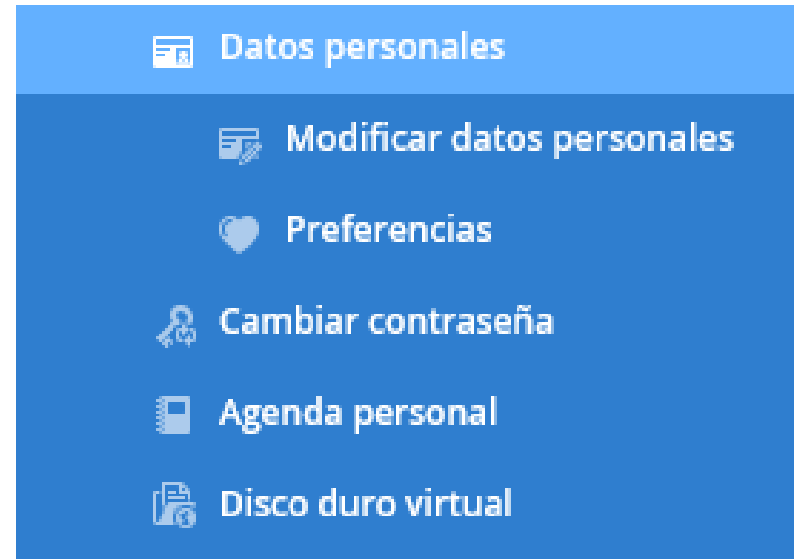 Datos personales
Modificar datos personales
Preferencias
Cambiar contraseña
Agenda personal
Disco duro virtual